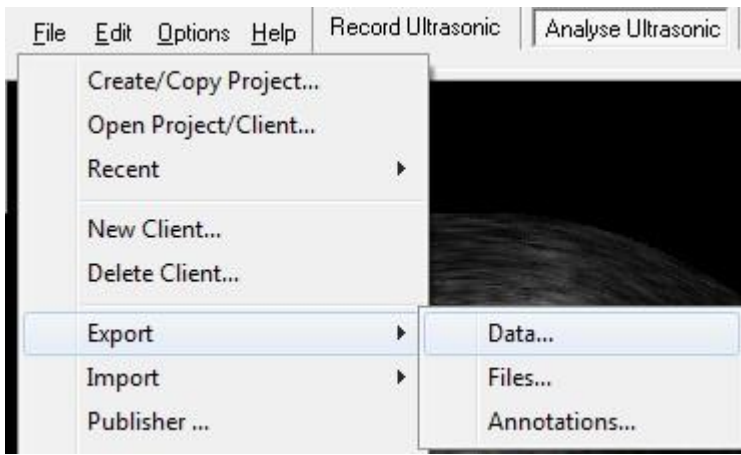 File Edit Options Help Record Ultrasonic Analyse Ultrasonic
Create/Copy Project...
Open Project/Client...
Recent
New Client...
Delete Client...
Export
Data...
Import
Files...
Publisher ...
Annotations...